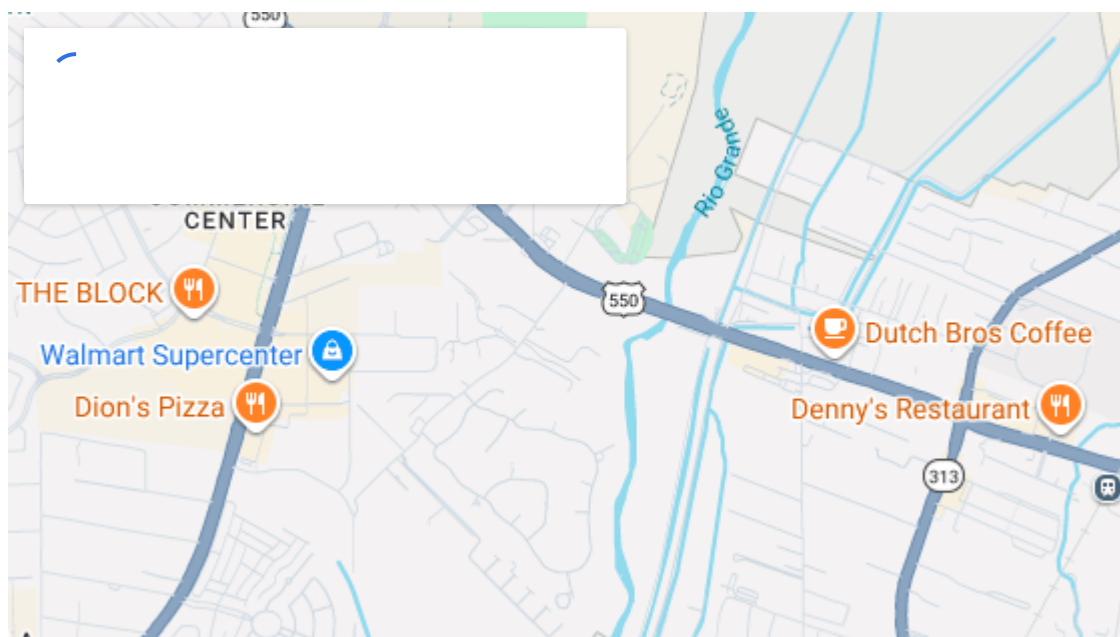 550
CENTER
Rio Grande
THE BLOCK
550
Walmart Supercenter
Dutch Bros Coffee
Dion's Pizza
Denny's Restaurant
313